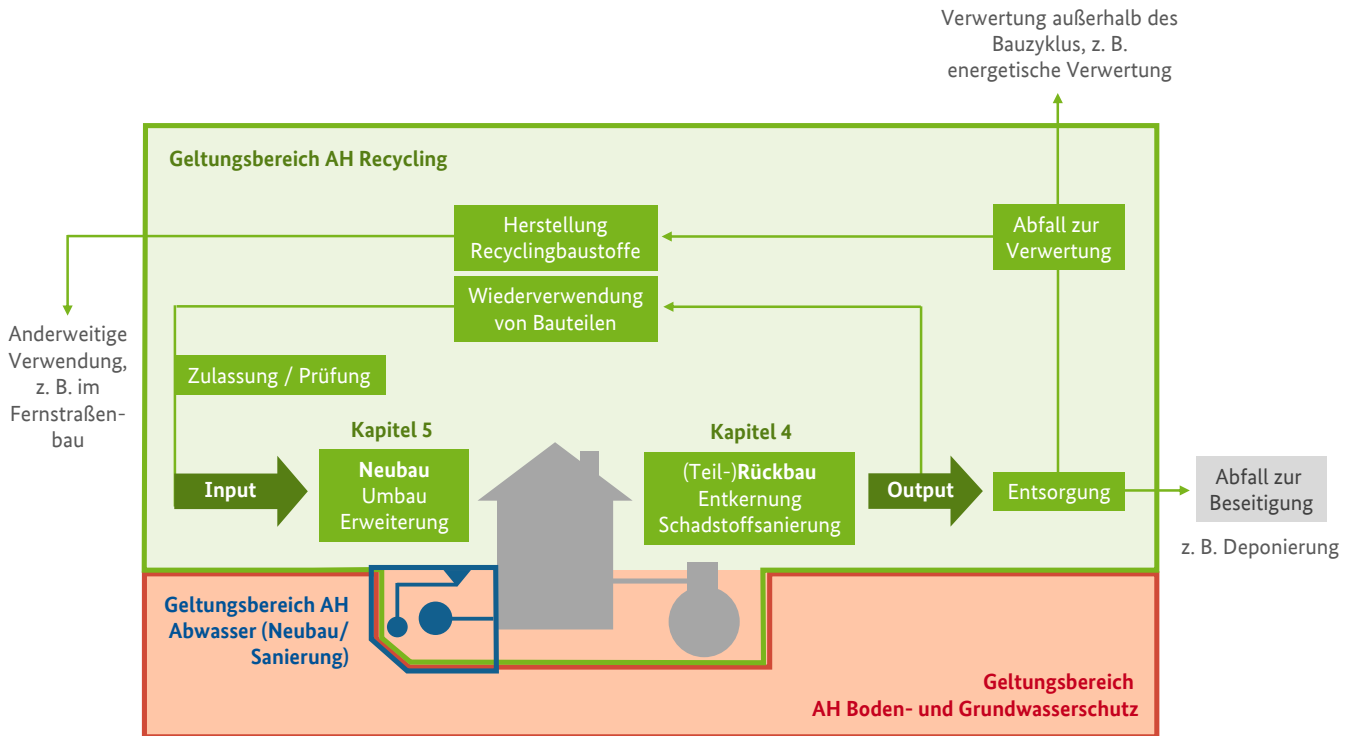 Verwertung außerhalb des
Bauzyklus, z. B.
energetische Verwertung
Geltungsbereich AH Recycling
Herstellung
Recyclingbaustoffe
Abfall zur
Verwertung
Wiederverwendung
von Bauteilen
Anderweitige
Verwendung,
z. B. im
Fernstraßen-
bau
Zulassung / Prüfung
Kapitel 5
Kapitel 4
Input
Neubau
Umbau
Erweiterung
(Teil-)Rückbau
Entkernung
Schadstoffsanierung
Output
Entsorgung
Abfall zur
Beseitigung
z. B. Deponierung
Geltungsbereich AH
Abwasser (Neubau/
Sanierung)
Geltungsbereich
AH Boden- und Grundwasserschutz